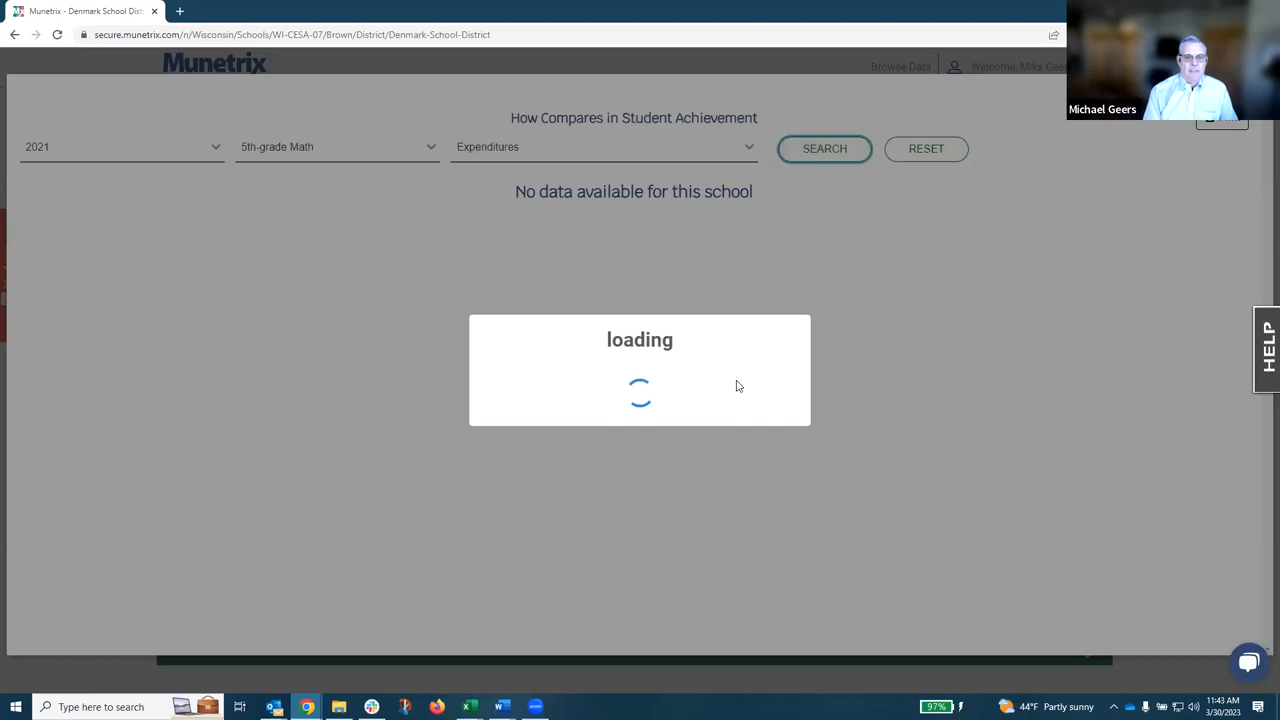 Munetrix - Denmark School Dist
secure.munetrix.com/n/Wisconsin/Schools/WI-CESA-07/Brown/District/Denmark-School-District
Munetrix
Browse Data
Welcome, Mike Geer
Michael Geers
How Compares in Student Achievement
2021
5th-grade Math
Expenditures
SEARCH
RESET
No data available for this school
loading
HELP
Type here to search
97%
44°F Partly sunny
11:43 AM
3/30/2023